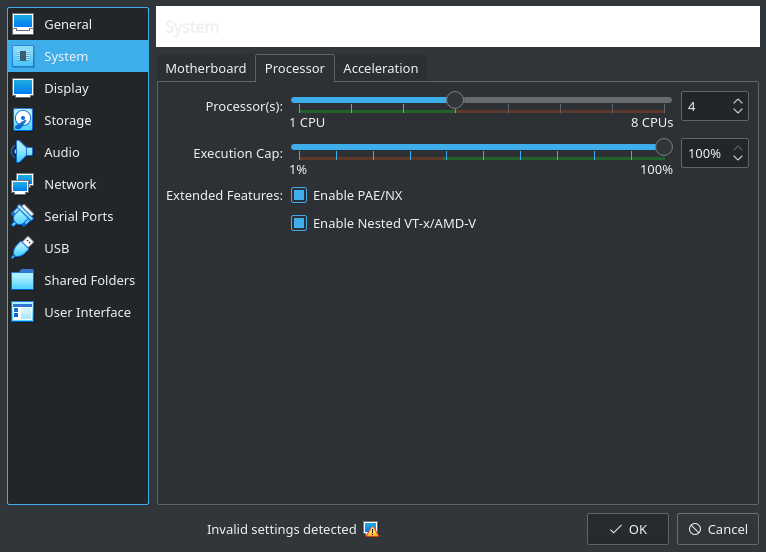 General
System
Display
Storage
Audio
Network
Serial Ports
USB
Shared Folders
User Interface
System
Motherboard Processor Acceleration
Processor(s): 4
1 CPU 8 CPUs
Execution Cap: 100%
1% 100%
Extended Features: Enable PAE/NX
Enable Nested VT-x/AMD-V
Invalid settings detected OK Cancel